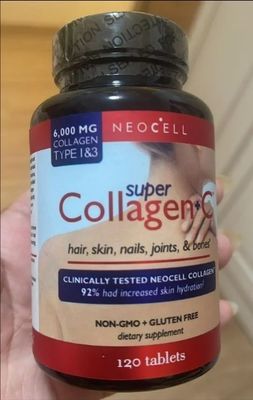 6,000 MG
COLLAGEN
TYPE 1&3
NEOCELL
super
Collagen+C
hair, skin, nails, joints, & bones
CLINICALLY TESTED NEOCELL COLLAGEN
92% had increased skin hydration
NON-GMO + GLUTEN FREE
dietary supplement
120 tablets